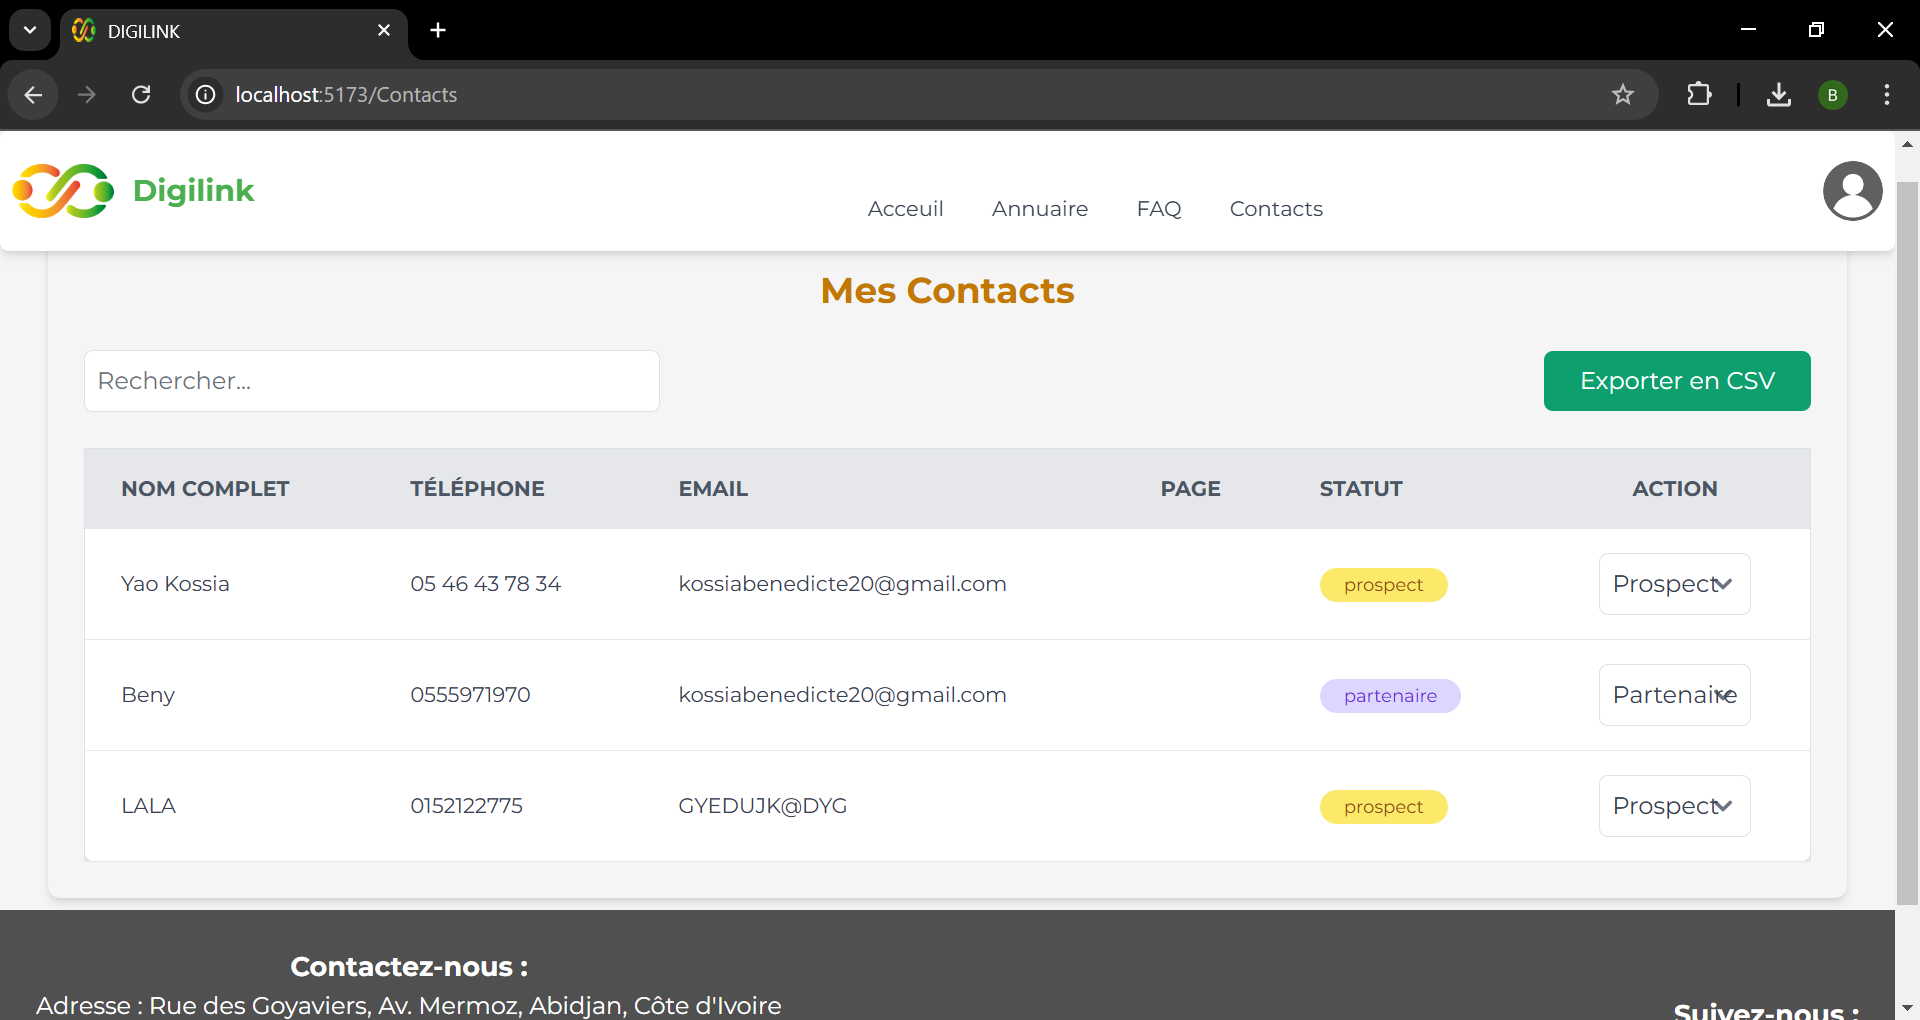 DIGILINK
localhost:5173/Contacts
B
Digilink
Acceuil Annuaire FAQ Contacts
Mes Contacts
Rechercher...
Exporter en CSV
NOM COMPLET TÉLÉPHONE EMAIL PAGE STATUT ACTION
Yao Kossia 05 46 43 78 34 kossiabenedicte20@gmail.com prospect Prospect
Beny 0555971970 kossiabenedicte20@gmail.com partenaire Partenaire
LALA 0152122775 GYEDUJK@DYG prospect Prospect
Contactez-nous :
Adresse : Rue des Goyaviers, Av. Mermoz, Abidjan, Côte d'Ivoire
Suivez-nous :